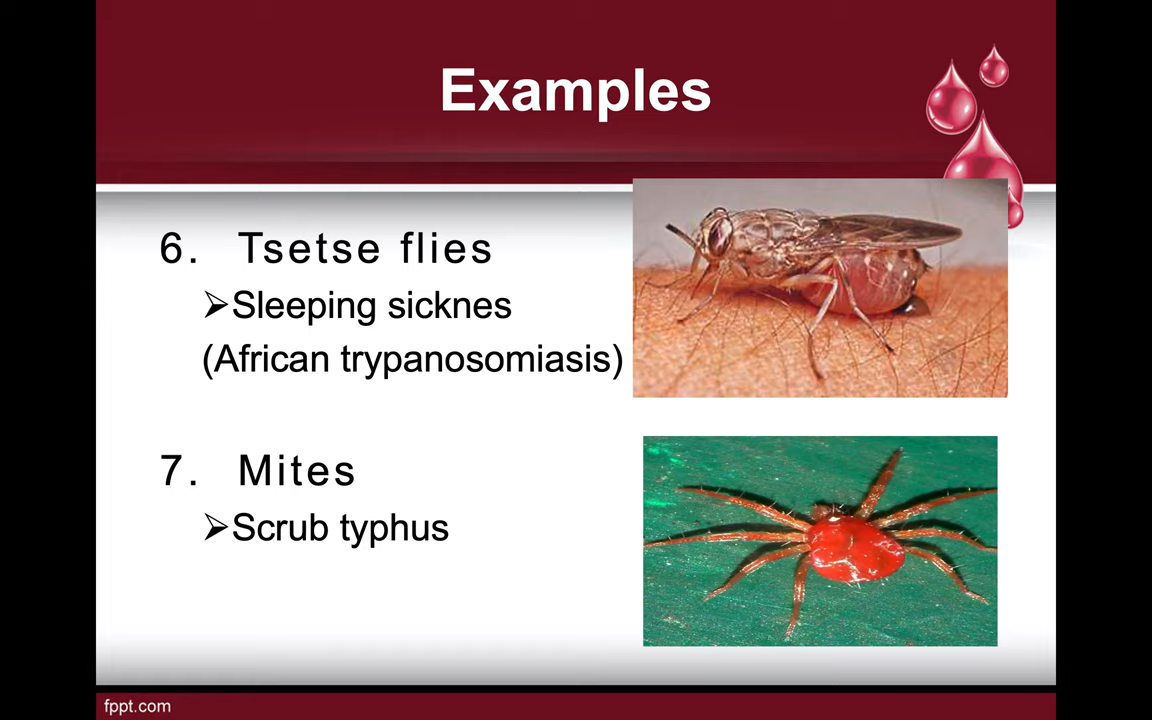 Examples
6. Tsetse flies
➢Sleeping sicknes
(African trypanosomiasis)
7. Mites
➢Scrub typhus
fppt.com